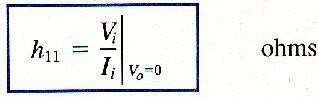 h₁₁ = Vᵢ/Iᵢ |Vₒ=0 ohms